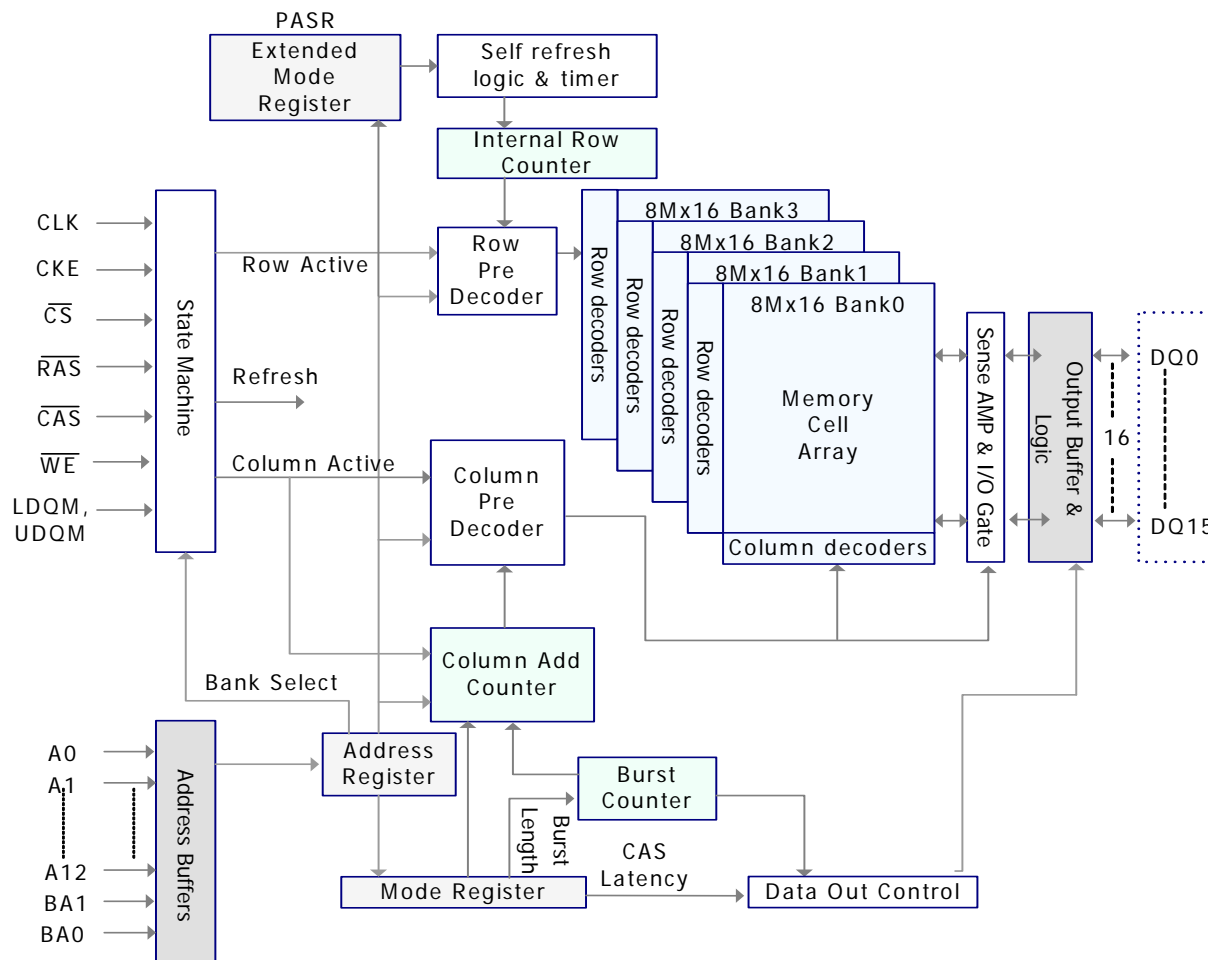 PASR
Extended
Mode
Register
Self refresh
logic & timer
Internal Row
Counter
CLK
CKE
CS
RAS
CAS
WE
LDQM,
UDQM
State Machine
Row Active
Refresh
Column Active
Row
Pre
Decoder
Column
Pre
Decoder
Row decoders
Row decoders
Row decoders
Row decoders
8Mx16 Bank3
8Mx16 Bank2
8Mx16 Bank1
8Mx16 Bank0
Memory
Cell
Array
Column decoders
Sense AMP & I/O Gate
Output Buffer &
Logic
16
DQ0
DQ15
Bank Select
Column Add
Counter
A0
A1
A12
BA1
BA0
Address Buffers
Address
Register
Burst
Counter
Burst
Length
CAS
Latency
Mode Register
Data Out Control